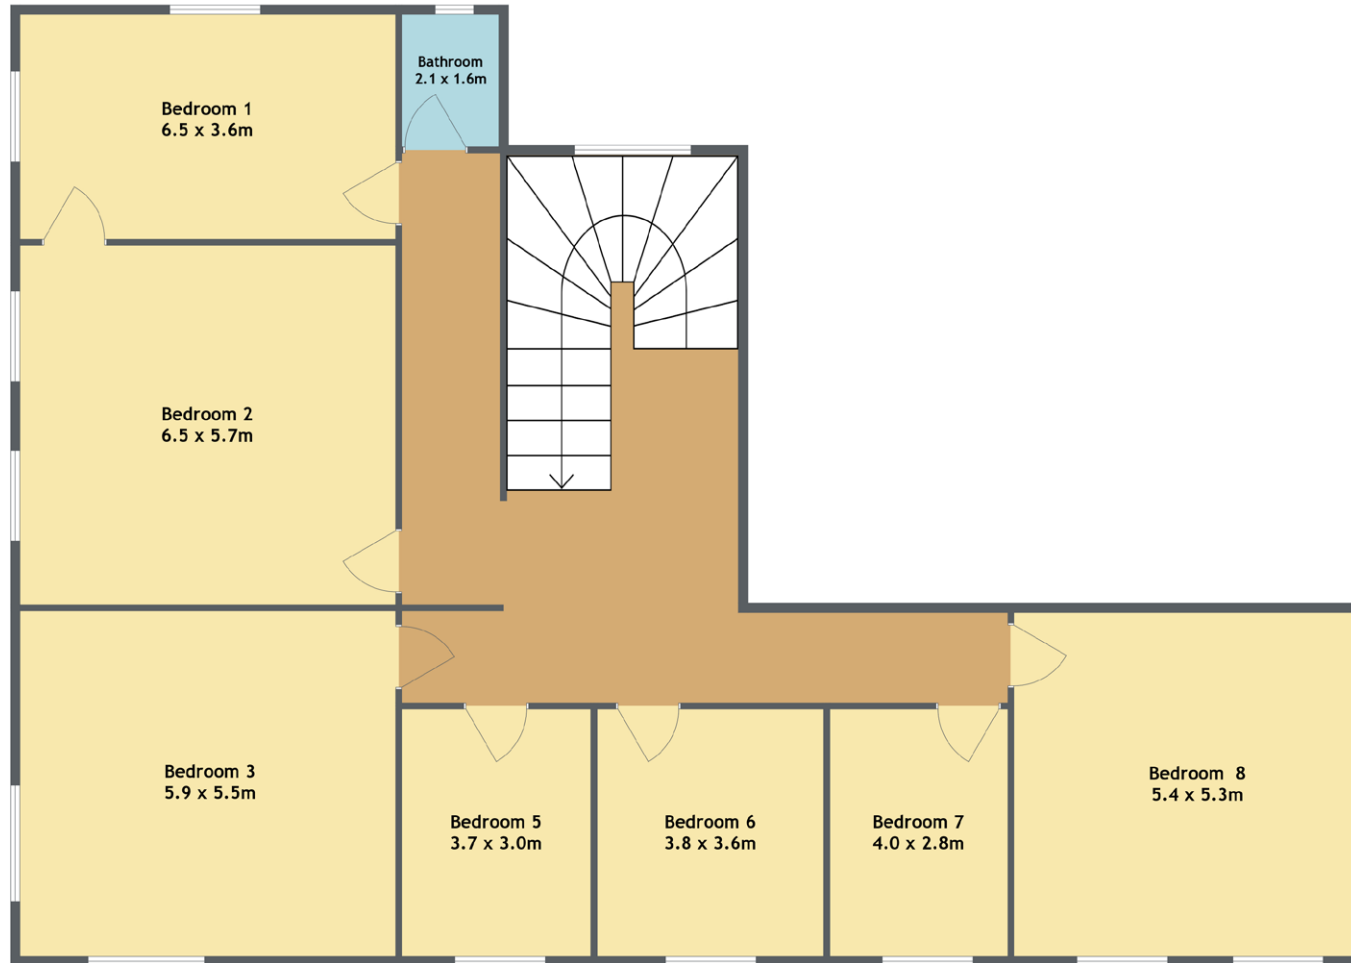 Bathroom
2.1 x 1.6m
Bedroom 1
6.5 x 3.6m
Bedroom 2
6.5 x 5.7m
Bedroom 3
5.9 x 5.5m
Bedroom 5
3.7 x 3.0m
Bedroom 6
3.8 x 3.6m
Bedroom 7
4.0 x 2.8m
Bedroom 8
5.4 x 5.3m